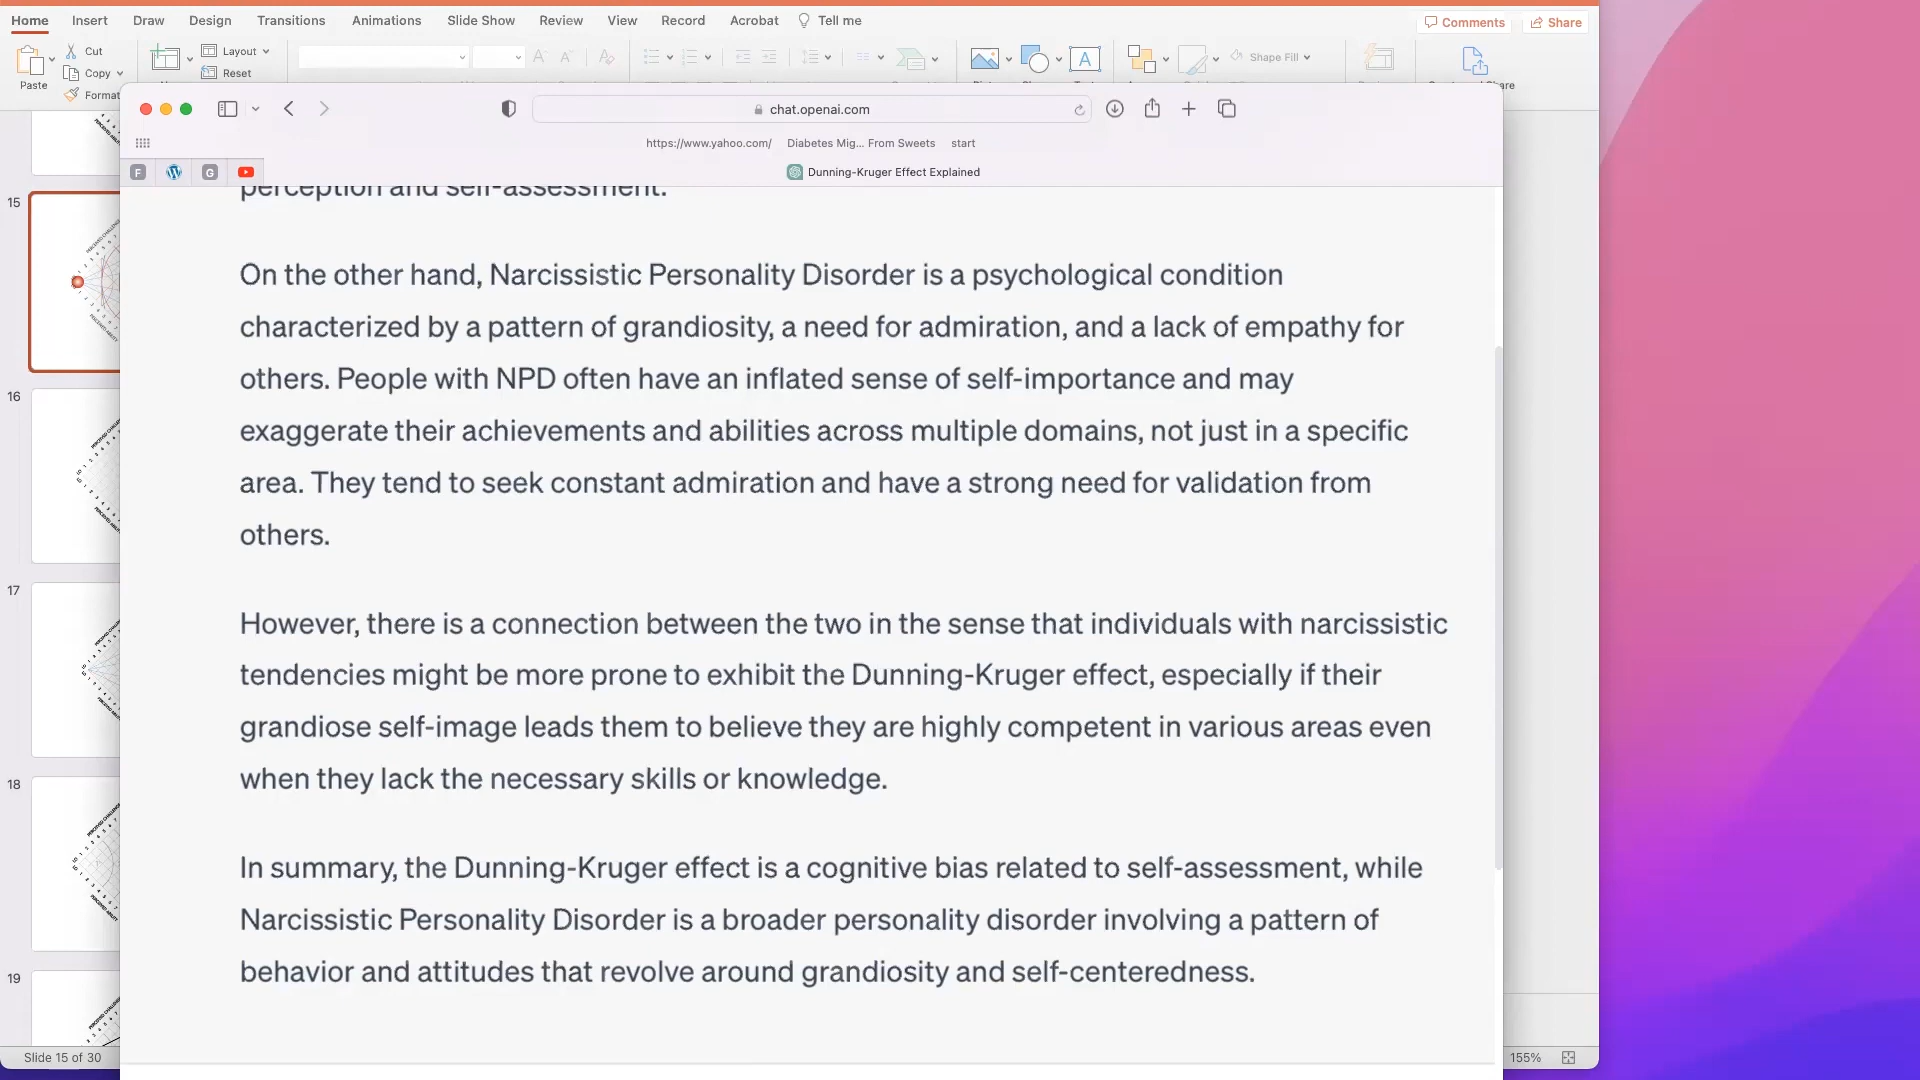 Home Insert Draw Design Transitions Animations Slide Show Review View Record Acrobat Tell me
Comments Share
Cut
Copy
Format
Paste
Layout
Reset
Shape Fill
chat.openai.com
https://www.yahoo.com/ Diabetes Mig... From Sweets start
F G Dunning-Kruger Effect Explained
perception and self-assessment.
On the other hand, Narcissistic Personality Disorder is a psychological condition
characterized by a pattern of grandiosity, a need for admiration, and a lack of empathy for
others. People with NPD often have an inflated sense of self-importance and may
exaggerate their achievements and abilities across multiple domains, not just in a specific
area. They tend to seek constant admiration and have a strong need for validation from
others.
However, there is a connection between the two in the sense that individuals with narcissistic
tendencies might be more prone to exhibit the Dunning-Kruger effect, especially if their
grandiose self-image leads them to believe they are highly competent in various areas even
when they lack the necessary skills or knowledge.
In summary, the Dunning-Kruger effect is a cognitive bias related to self-assessment, while
Narcissistic Personality Disorder is a broader personality disorder involving a pattern of
behavior and attitudes that revolve around grandiosity and self-centeredness.
15
16
17
18
19
Slide 15 of 30
155%